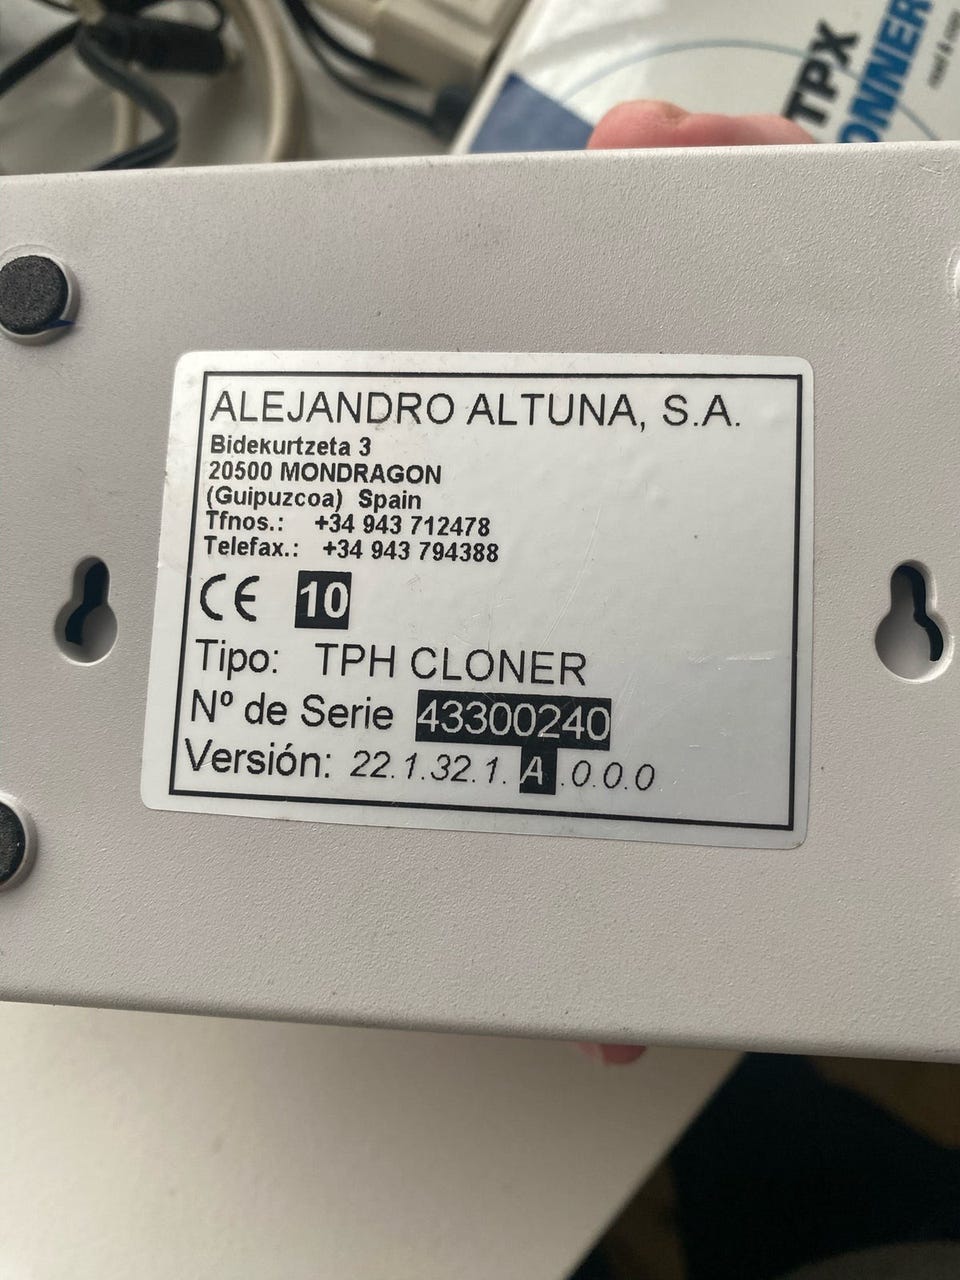 TPX
ALEJANDRO ALTUNA, S.A.
Bidekurtzeta 3
20500 MONDRAGON
(Guipuzcoa) Spain
Tfnos.: +34 943 712478
Telefax.: +34 943 794388
CE 10
Tipo: TPH CLONER
Nº de Serie 43300240
Versión: 22.1.32.1.A.0.0.0